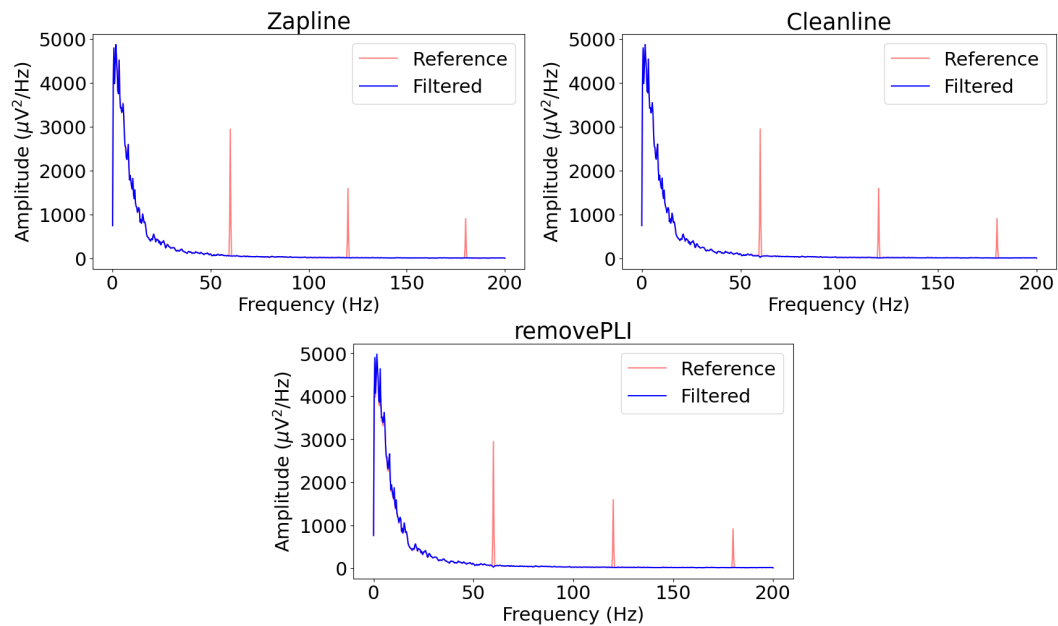 Zapline
5000
4000
3000
2000
1000
0
Amplitude (μV²/Hz)
Reference
Filtered
0 50 100 150 200
Frequency (Hz)
Cleanline
5000
4000
3000
2000
1000
0
Amplitude (μV²/Hz)
Reference
Filtered
0 50 100 150 200
Frequency (Hz)
removePLI
5000
4000
3000
2000
1000
0
Amplitude (μV²/Hz)
Reference
Filtered
0 50 100 150 200
Frequency (Hz)